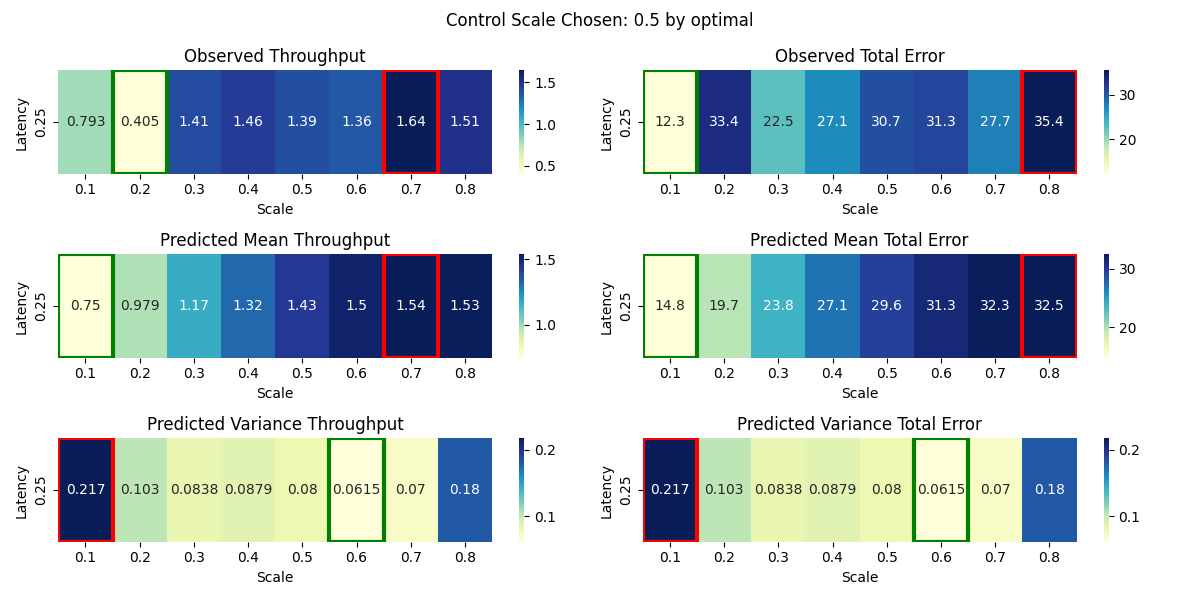 Control Scale Chosen: 0.5 by optimal
Observed Throughput
Latency
0.25
0.793 0.405 1.41 1.46 1.39 1.36 1.64 1.51
1.5
1.0
0.5
0.1 0.2 0.3 0.4 0.5 0.6 0.7 0.8
Scale
Observed Total Error
Latency
0.25
12.3 33.4 22.5 27.1 30.7 31.3 27.7 35.4
30
20
0.1 0.2 0.3 0.4 0.5 0.6 0.7 0.8
Scale
Predicted Mean Throughput
Latency
0.25
0.75 0.979 1.17 1.32 1.43 1.5 1.54 1.53
1.5
1.0
0.1 0.2 0.3 0.4 0.5 0.6 0.7 0.8
Scale
Predicted Mean Total Error
Latency
0.25
14.8 19.7 23.8 27.1 29.6 31.3 32.3 32.5
30
20
0.1 0.2 0.3 0.4 0.5 0.6 0.7 0.8
Scale
Predicted Variance Throughput
Latency
0.25
0.217 0.103 0.0838 0.0879 0.08 0.0615 0.07 0.18
0.2
0.1
0.1 0.2 0.3 0.4 0.5 0.6 0.7 0.8
Scale
Predicted Variance Total Error
Latency
0.25
0.217 0.103 0.0838 0.0879 0.08 0.0615 0.07 0.18
0.2
0.1
0.1 0.2 0.3 0.4 0.5 0.6 0.7 0.8
Scale